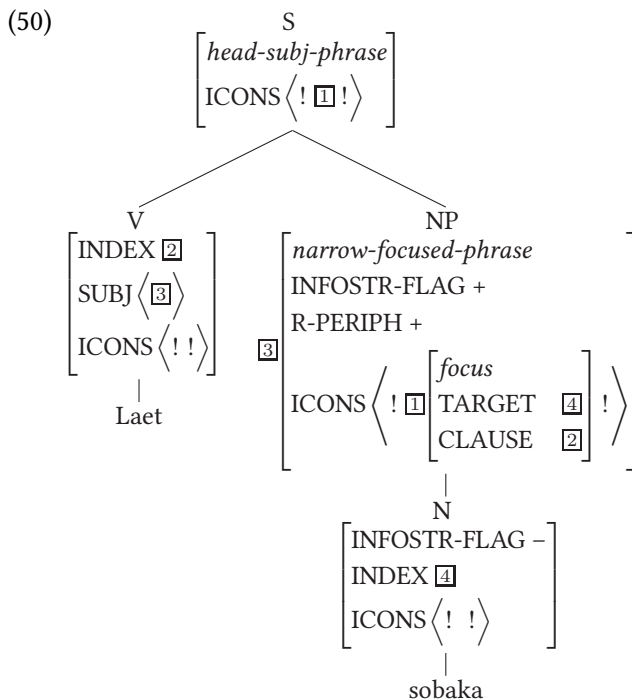 (50)
S
head-subj-phrase
ICONS ⟨! 1 !⟩
V
INDEX 2
SUBJ ⟨3⟩
ICONS ⟨! !⟩
Laet
NP
3
narrow-focused-phrase
INFOSTR-FLAG +
R-PERIPH +
ICONS ⟨! 1 [focus
TARGET 4
CLAUSE 2] !⟩
N
INFOSTR-FLAG –
INDEX 4
ICONS ⟨! !⟩
sobaka